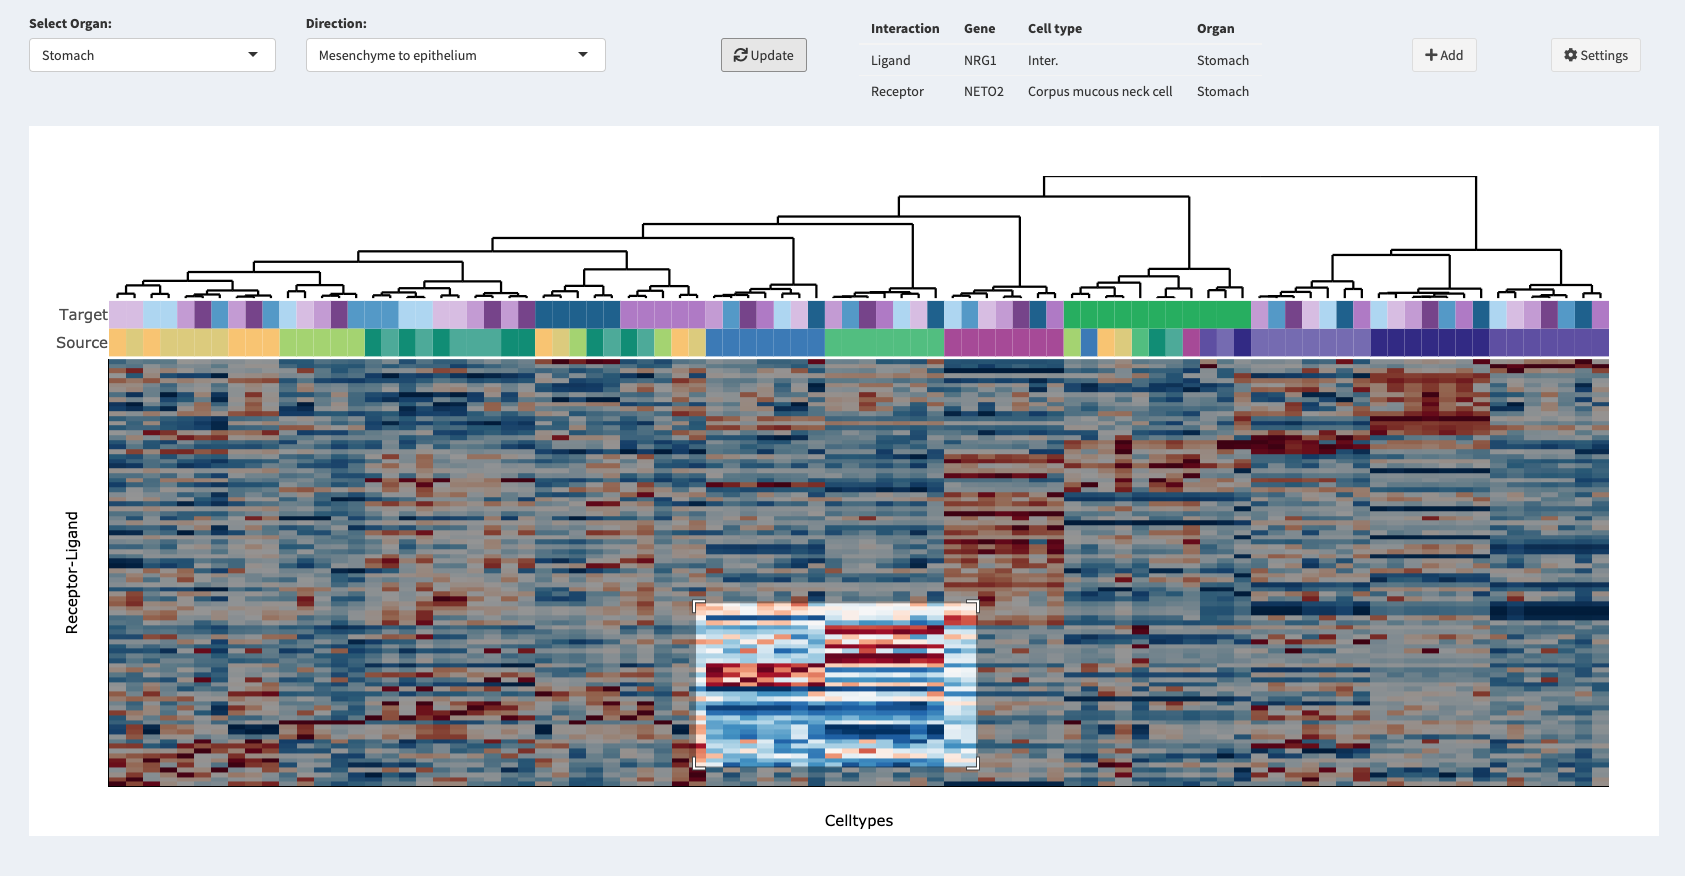 Select Organ:
Direction:
Stomach
Mesenchyme to epithelium
Update
Interaction Gene Cell type Organ
Ligand NRG1 Inter. Stomach
Receptor NETO2 Corpus mucous neck cell Stomach
Add
Settings
Target
Source
Receptor-Ligand
Celltypes